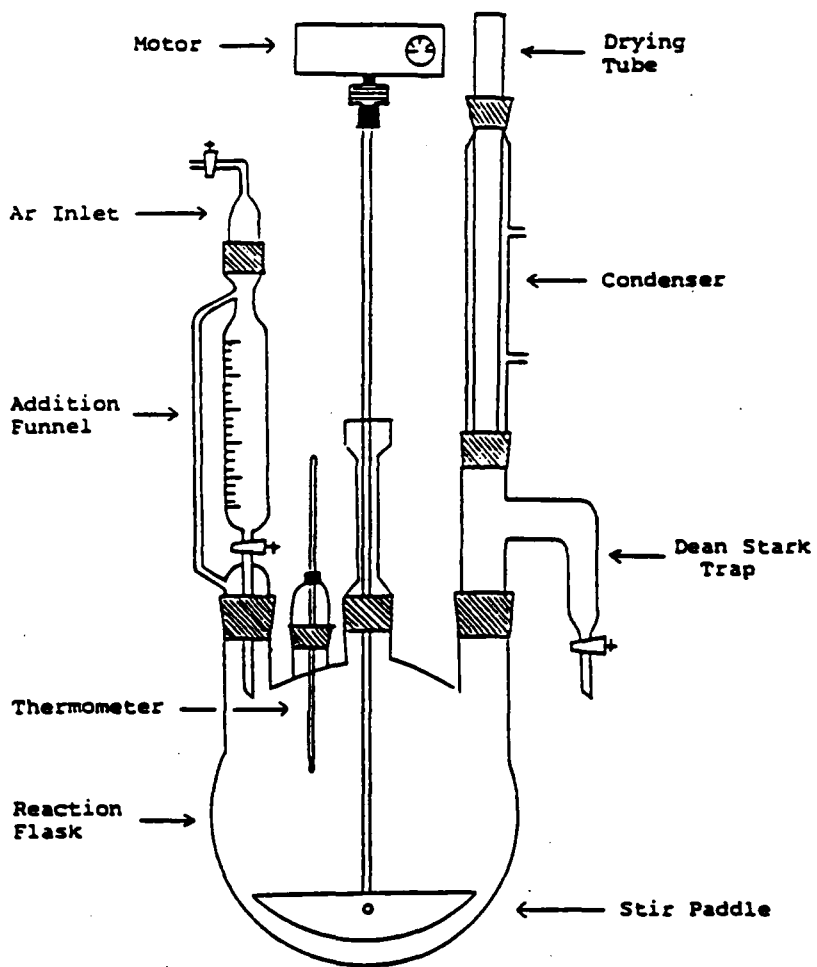 Motor
Drying
Tube
Ar Inlet
Condenser
Addition
Funnel
Dean Stark
Trap
Thermometer
Reaction
Flask
Stir Paddle